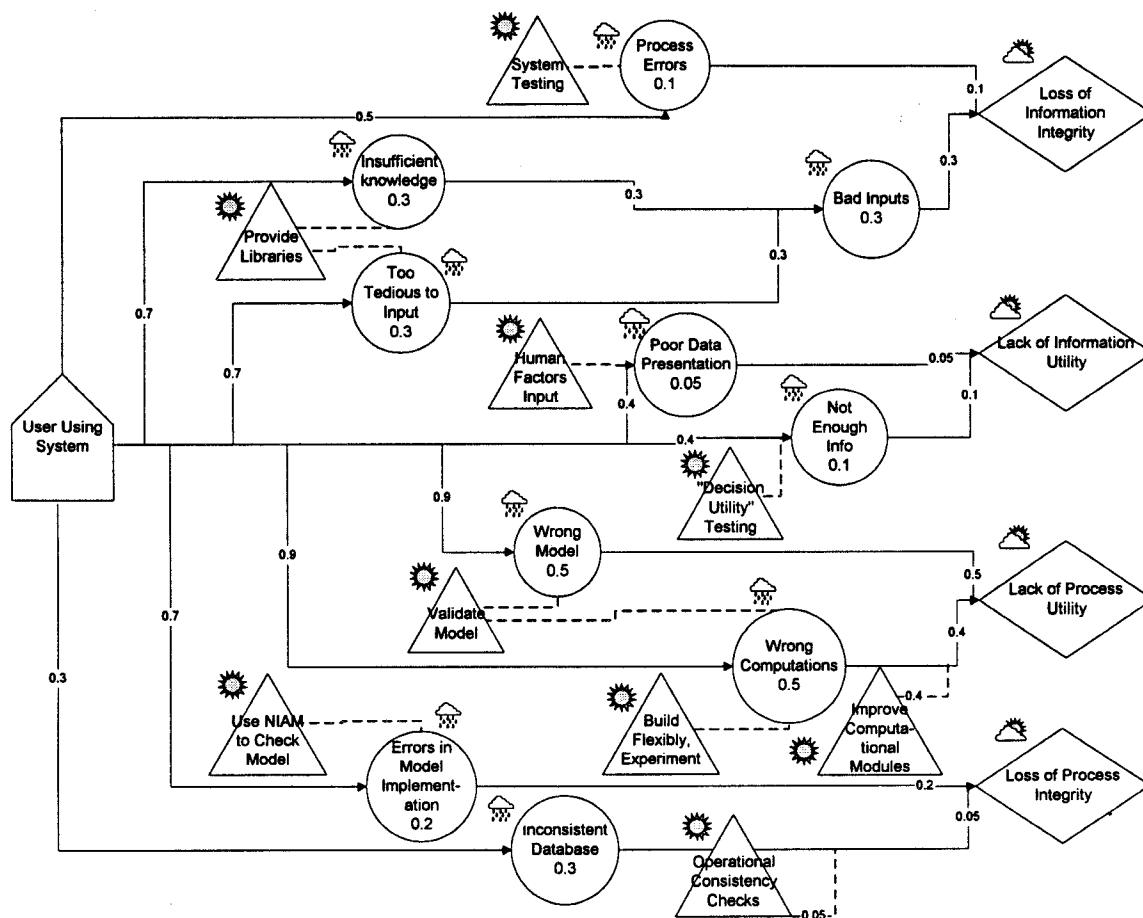 System
Testing
Process
Errors
0.1
0.1
Loss of
Information
Integrity
0.5
Insufficient
knowledge
0.3
0.3
Bad Inputs
0.3
0.3
Provide
Libraries
Too
Tedious to
Input
0.3
0.3
0.7
0.7
Human
Factors
Input
Poor Data
Presentation
0.05
0.05
Lack of Information
Utility
0.4
0.1
User Using
System
0.4
Not
Enough
Info
0.1
"Decision
Utility"
Testing
0.9
Wrong
Model
0.5
0.9
0.5
Lack of Process
Utility
Validate
Model
0.7
0.4
Wrong
Computations
0.5
0.3
0.4
Use NIAM
to Check
Model
Build
Flexibly,
Experiment
Improve
Computa-
tional
Modules
Errors in
Model
Implement-
ation
0.2
0.2
Loss of Process
Integrity
0.05
Inconsistent
Database
0.3
Operational
Consistency
Checks
0.05